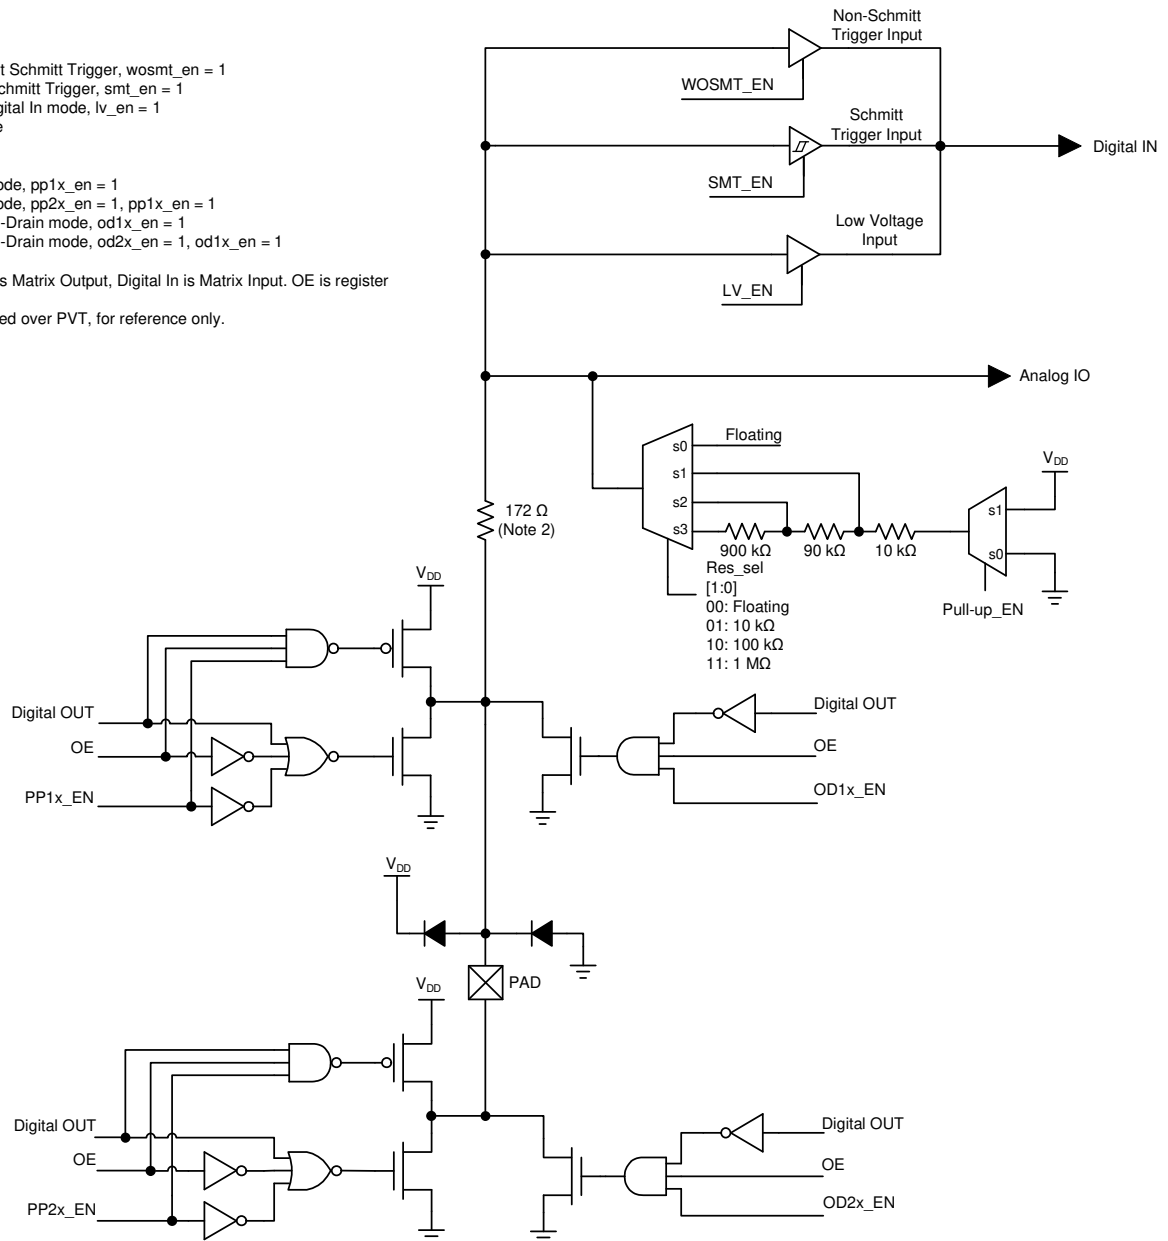 Non-Schmitt
Trigger Input
t Schmitt Trigger, wosmt_en = 1
chmitt Trigger, smt_en = 1
gital In mode, lv_en = 1
e
ode, pp1x_en = 1
ode, pp2x_en = 1, pp1x_en = 1
-Drain mode, od1x_en = 1
-Drain mode, od2x_en = 1, od1x_en = 1
s Matrix Output, Digital In is Matrix Input. OE is register
ed over PVT, for reference only.
WOSMT_EN
Schmitt
Trigger Input
Digital IN
SMT_EN
Low Voltage
Input
LV_EN
Analog IO
Floating
s0
s1
s2
s3
VDD
s1
s0
172 Ω
(Note 2)
900 kΩ
90 kΩ
10 kΩ
Pull-up_EN
Res_sel
[1:0]
00: Floating
01: 10 kΩ
10: 100 kΩ
11: 1 MΩ
VDD
Digital OUT
OE
PP1x_EN
Digital OUT
OE
OD1x_EN
VDD
PAD
VDD
Digital OUT
OE
PP2x_EN
Digital OUT
OE
OD2x_EN